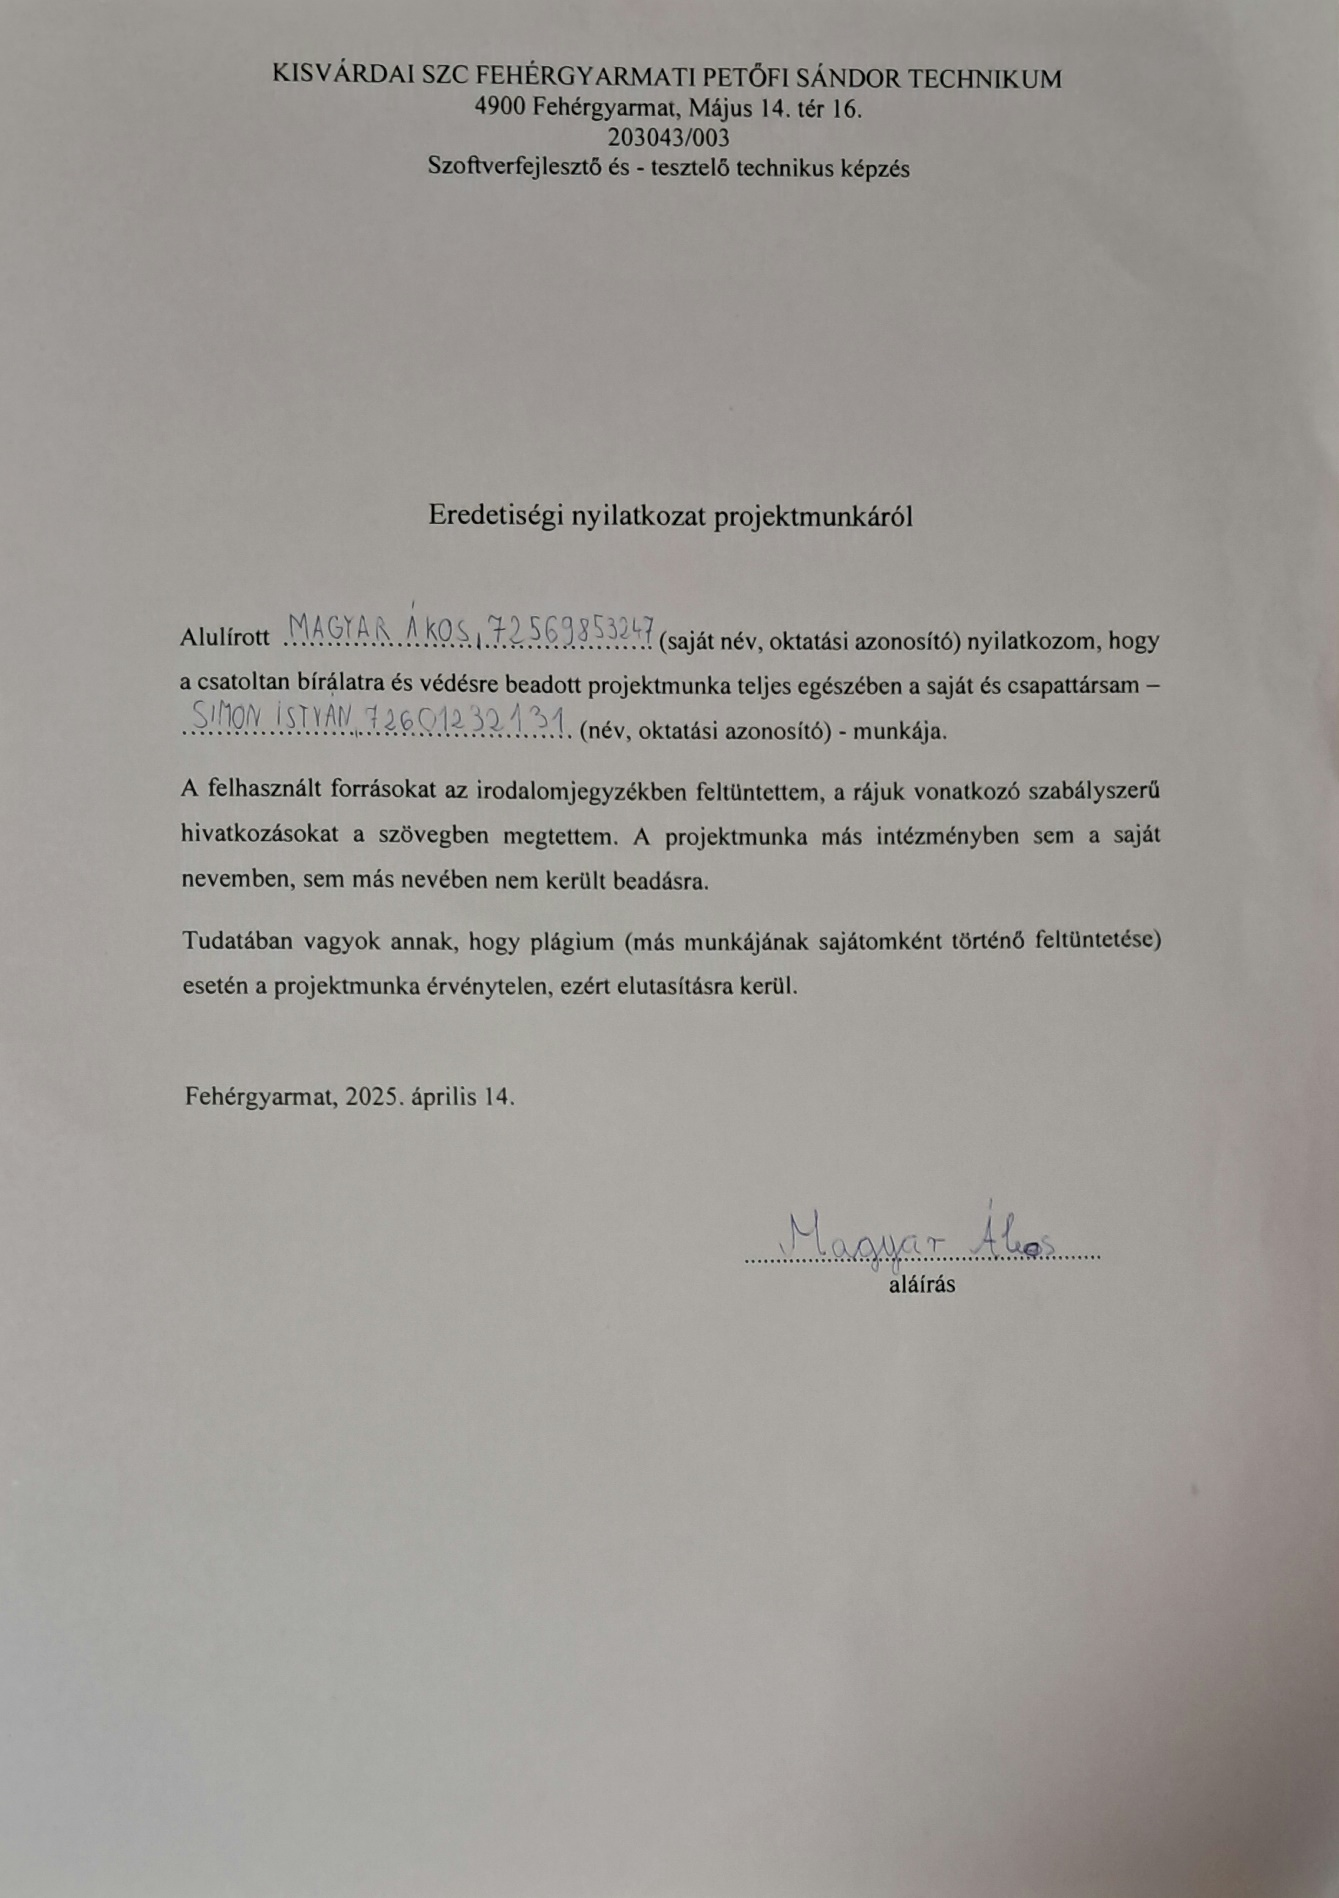 KISVÁRDAI SZC FEHÉRGYARMATI PETŐFI SÁNDOR TECHNIKUM
4900 Fehérgyarmat, Május 14. tér 16.
203043/003
Szoftverfejlesztő és - tesztelő technikus képzés
Eredetiségi nyilatkozat projektmunkáról
Alulírott MAGYAR ÁKOS, 72569853247 (saját név, oktatási azonosító) nyilatkozom, hogy
a csatoltan bírálatra és védésre beadott projektmunka teljes egészében a saját és csapattársam –
SIMON ISTVÁN, 72601232131 (név, oktatási azonosító) - munkája.
A felhasznált forrásokat az irodalomjegyzékben feltüntettem, a rájuk vonatkozó szabályszerű
hivatkozásokat a szövegben megtettem. A projektmunka más intézményben sem a saját
nevemben, sem más nevében nem került beadásra.
Tudatában vagyok annak, hogy plágium (más munkájának sajátomként történő feltüntetése)
esetén a projektmunka érvénytelen, ezért elutasításra kerül.
Fehérgyarmat, 2025. április 14.
Magyar Ákos
aláírás